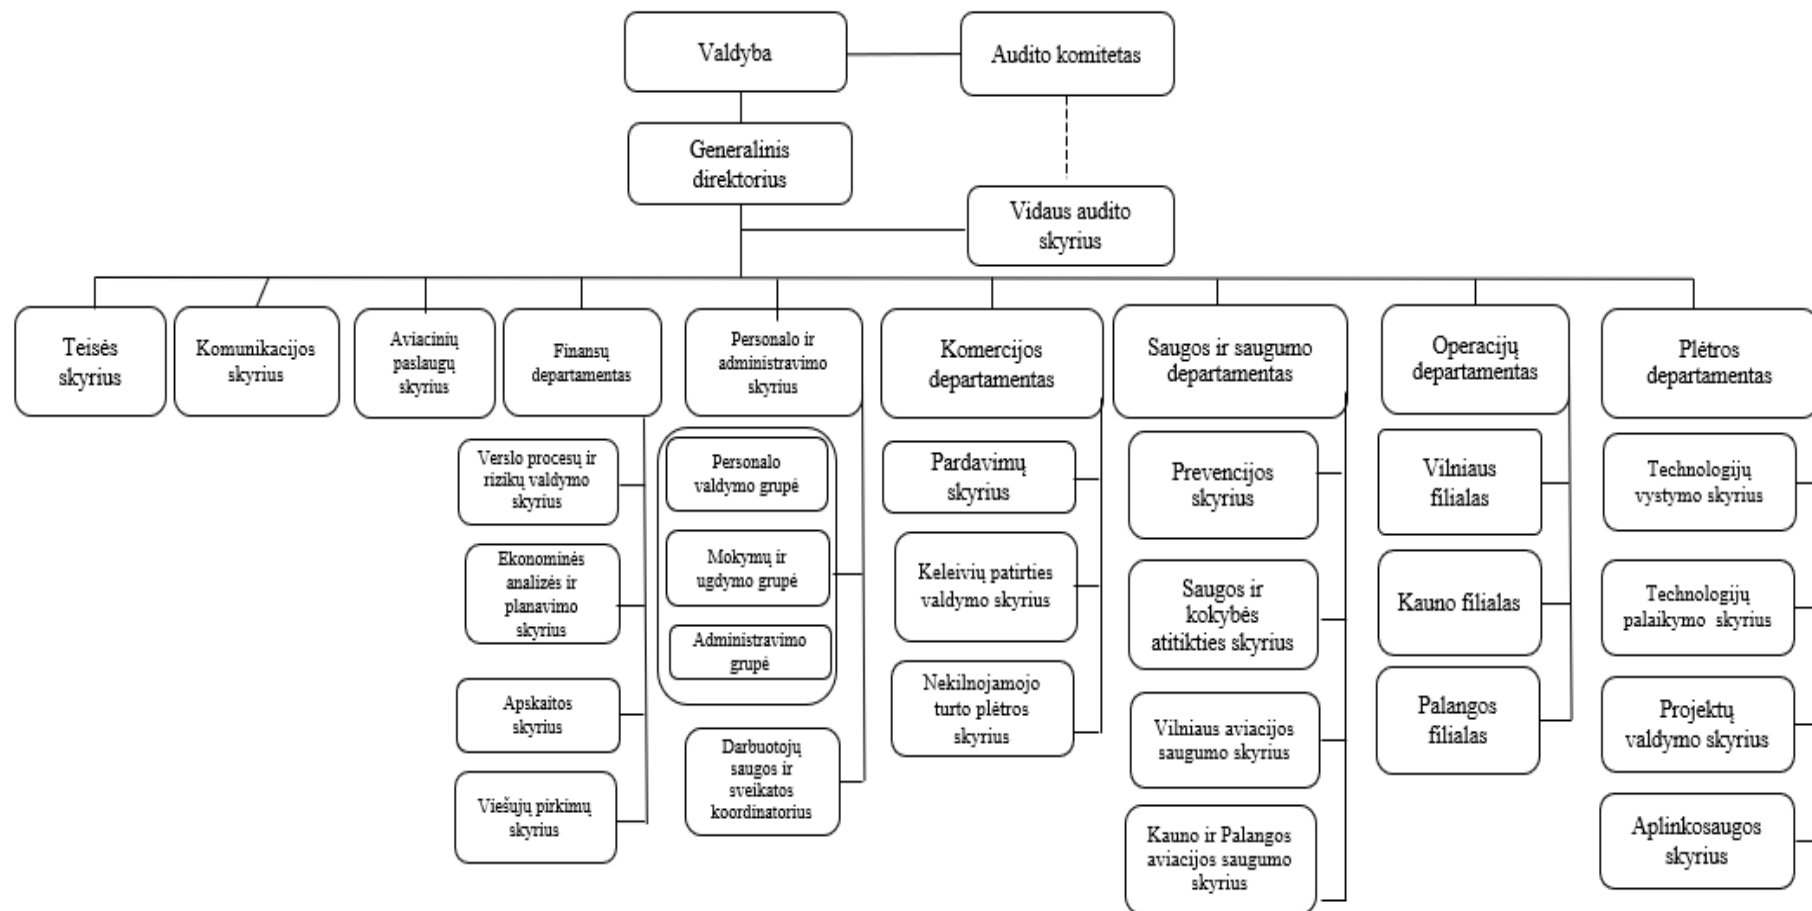 Valdyba
Audito komitetas
Generalinis
direktorius
Vidaus audito
skyrius
Teisės
skyrius
Komunikacijos
skyrius
Aviacinių
paslaugų
skyrius
Finansų
departamentas
Personalo ir
administravimo
skyrius
Komercijos
departamentas
Saugos ir saugumo
departamentas
Operacijų
departamentas
Plėtros
departamentas
Verslo procesų ir
rizikų valdymo
skyrius
Ekonominės
analizės ir
planavimo
skyrius
Apskaitos
skyrius
Viešujų pirkimų
skyrius
Personalo
valdymo grupė
Mokymų ir
ugdymo grupė
Administravimo
grupė
Darbuotojų
saugos ir
sveikatos
koordinatorius
Pardavimų
skyrius
Keleivių patirties
valdymo skyrius
Nekilnojamojo
turto plėtros
skyrius
Prevencijos
skyrius
Saugos ir
kokybės
atitikties skyrius
Vilniaus aviacijos
saugumo skyrius
Kauno ir Palangos
aviacijos saugumo
skyrius
Vilniaus
filialas
Kauno filialas
Palangos
filialas
Technologijų
vystymo skyrius
Technologijų
palaikymo skyrius
Projektų
valdymo skyrius
Aplinkosaugos
skyrius